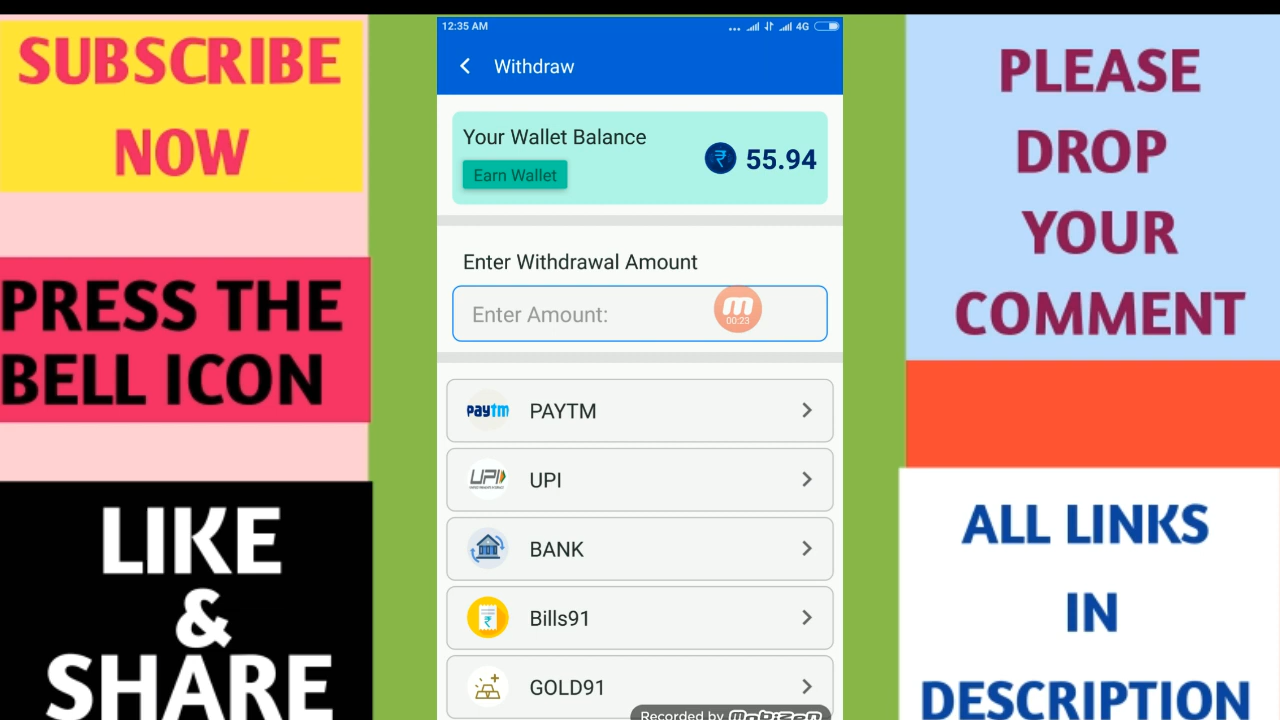 SUBSCRIBE
NOW
PRESS THE
BELL ICON
LIKE
&
SHARE
12:35 AM
4G
Withdraw
Your Wallet Balance
₹ 55.94
Earn Wallet
Enter Withdrawal Amount
Enter Amount:
m
00:23
paytm PAYTM
UPI UPI
BANK
₹ Bills91
GOLD91
Recorded by mobizen
PLEASE
DROP
YOUR
COMMENT
ALL LINKS
IN
DESCRIPTION